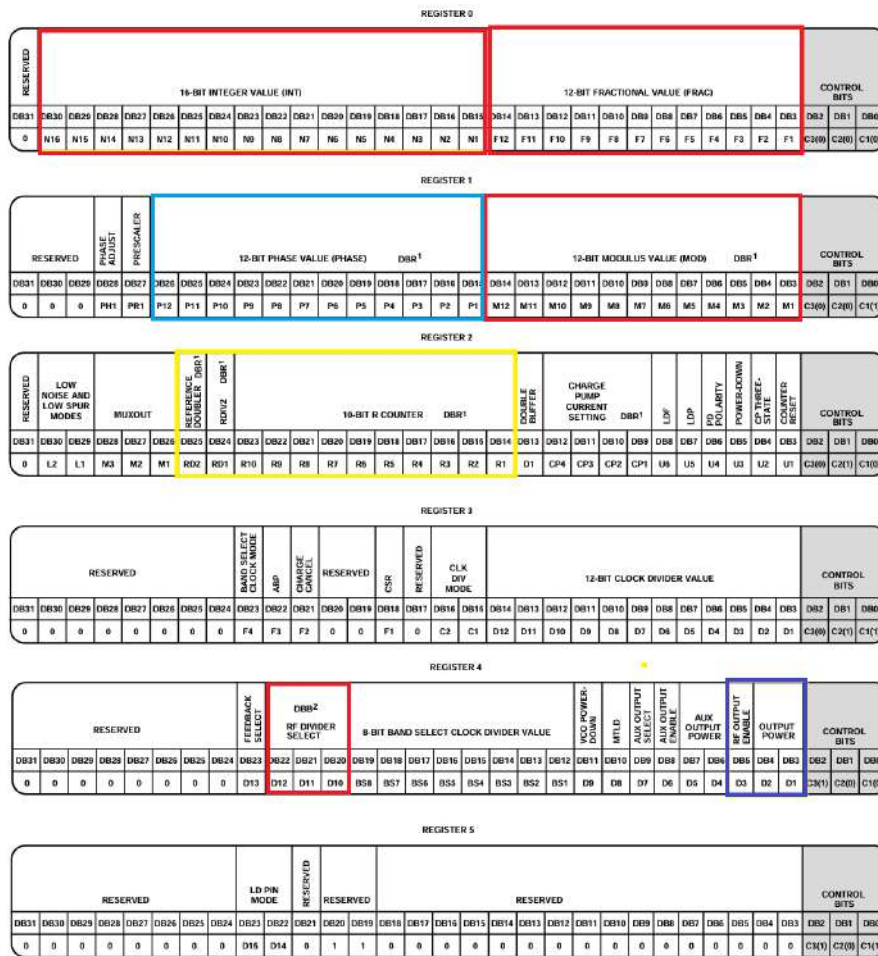 REGISTER 0
RESERVED
16-BIT INTEGER VALUE (INT)
12-BIT FRACTIONAL VALUE (FRAC)
CONTROL
BITS
DB31 DB30 DB29 DB28 DB27 DB26 DB25 DB24 DB23 DB22 DB21 DB20 DB19 DB18 DB17 DB16 DB15 DB14 DB13 DB12 DB11 DB10 DB9 DB8 DB7 DB6 DB5 DB4 DB3 DB2 DB1 DB0
0 N16 N15 N14 N13 N12 N11 N10 N9 N8 N7 N6 N5 N4 N3 N2 N1 F12 F11 F10 F9 F8 F7 F6 F5 F4 F3 F2 F1 C3(0) C2(0) C1(0
REGISTER 1
RESERVED
PHASE
ADJUST
PRESCALER
12-BIT PHASE VALUE (PHASE) DBR1
12-BIT MODULUS VALUE (MOD) DBR1
CONTROL
BITS
DB31 DB30 DB29 DB28 DB27 DB26 DB25 DB24 DB23 DB22 DB21 DB20 DB19 DB18 DB17 DB16 DB15 DB14 DB13 DB12 DB11 DB10 DB9 DB8 DB7 DB6 DB5 DB4 DB3 DB2 DB1 DB0
0 0 0 PH1 PR1 P12 P11 P10 P9 P8 P7 P6 P5 P4 P3 P2 P1 M12 M11 M10 M9 M8 M7 M6 M5 M4 M3 M2 M1 C3(0) C2(0) C1(1
REGISTER 2
RESERVED
LOW
NOISE AND
LOW SPUR
MODES
MUXOUT
REFERENCE
DOUBLER DBR1
RDIV2 DBR1
10-BIT R COUNTER DBR1
DOUBLE
BUFFER
CHARGE
PUMP
CURRENT
SETTING DBR1
LDF
LDP
PD
POLARITY
POWER-DOWN
CP THREE-
STATE
COUNTER
RESET
CONTROL
BITS
DB31 DB30 DB29 DB28 DB27 DB26 DB25 DB24 DB23 DB22 DB21 DB20 DB19 DB18 DB17 DB16 DB15 DB14 DB13 DB12 DB11 DB10 DB9 DB8 DB7 DB6 DB5 DB4 DB3 DB2 DB1 DB0
0 L2 L1 M3 M2 M1 RD2 RD1 R10 R9 R8 R7 R6 R5 R4 R3 R2 R1 D1 CP4 CP3 CP2 CP1 U6 U5 U4 U3 U2 U1 C3(0) C2(1) C1(0
REGISTER 3
RESERVED
BAND SELECT
CLOCK MODE
ABP
CHARGE
CANCEL
RESERVED
CSR
RESERVED
CLK
DIV
MODE
12-BIT CLOCK DIVIDER VALUE
CONTROL
BITS
DB31 DB30 DB29 DB28 DB27 DB26 DB25 DB24 DB23 DB22 DB21 DB20 DB19 DB18 DB17 DB16 DB15 DB14 DB13 DB12 DB11 DB10 DB9 DB8 DB7 DB6 DB5 DB4 DB3 DB2 DB1 DB0
0 0 0 0 0 0 0 0 F4 F3 F2 0 0 F1 0 C2 C1 D12 D11 D10 D9 D8 D7 D6 D5 D4 D3 D2 D1 C3(0) C2(1) C1(1
REGISTER 4
RESERVED
FEEDBACK
SELECT
DBB2
RF DIVIDER
SELECT
8-BIT BAND SELECT CLOCK DIVIDER VALUE
VCO POWER-
DOWN
MTLD
AUX OUTPUT
SELECT
AUX OUTPUT
ENABLE
AUX
OUTPUT
POWER
RF OUTPUT
ENABLE
OUTPUT
POWER
CONTROL
BITS
DB31 DB30 DB29 DB28 DB27 DB26 DB25 DB24 DB23 DB22 DB21 DB20 DB19 DB18 DB17 DB16 DB15 DB14 DB13 DB12 DB11 DB10 DB9 DB8 DB7 DB6 DB5 DB4 DB3 DB2 DB1 DB0
0 0 0 0 0 0 0 0 D13 D12 D11 D10 BS8 BS7 BS6 BS5 BS4 BS3 BS2 BS1 D9 D8 D7 D6 D5 D4 D3 D2 D1 C3(1) C2(0) C1(0
REGISTER 5
RESERVED
LD PIN
MODE
RESERVED
RESERVED
RESERVED
CONTROL
BITS
DB31 DB30 DB29 DB28 DB27 DB26 DB25 DB24 DB23 DB22 DB21 DB20 DB19 DB18 DB17 DB16 DB15 DB14 DB13 DB12 DB11 DB10 DB9 DB8 DB7 DB6 DB5 DB4 DB3 DB2 DB1 DB0
0 0 0 0 0 0 0 0 D15 D14 0 1 1 0 0 0 0 0 0 0 0 0 0 0 0 0 0 0 0 C3(1) C2(0) C1(1